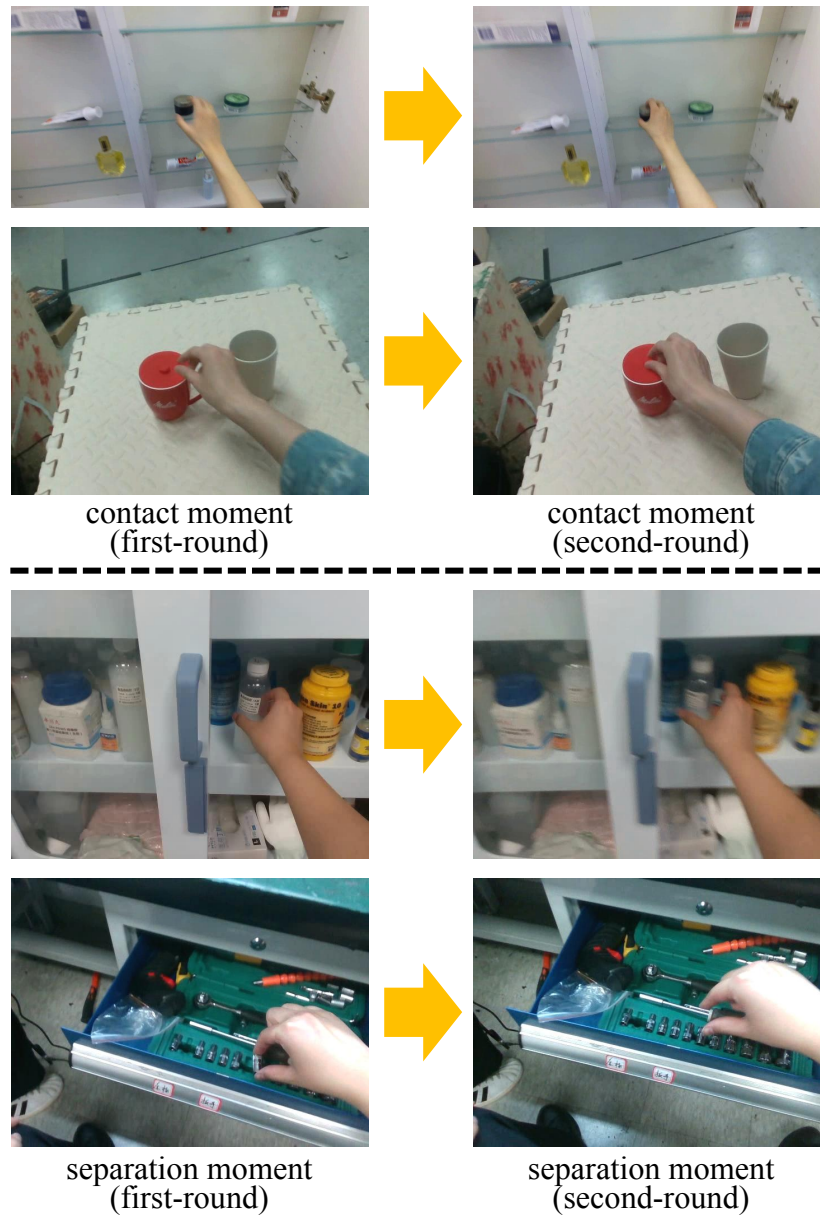 contact moment
(first-round)
contact moment
(second-round)
separation moment
(first-round)
separation moment
(second-round)